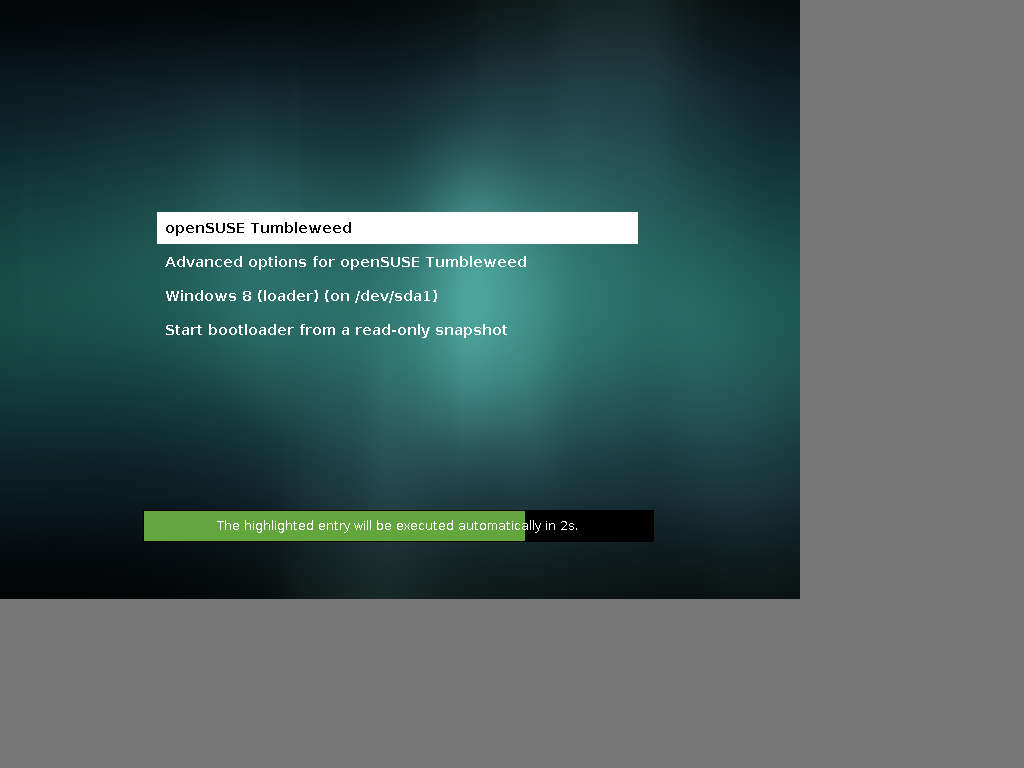 openSUSE Tumbleweed
Advanced options for openSUSE Tumbleweed
Windows 8 (loader) (on /dev/sda1)
Start bootloader from a read-only snapshot
The highlighted entry will be executed automatically in 2s.